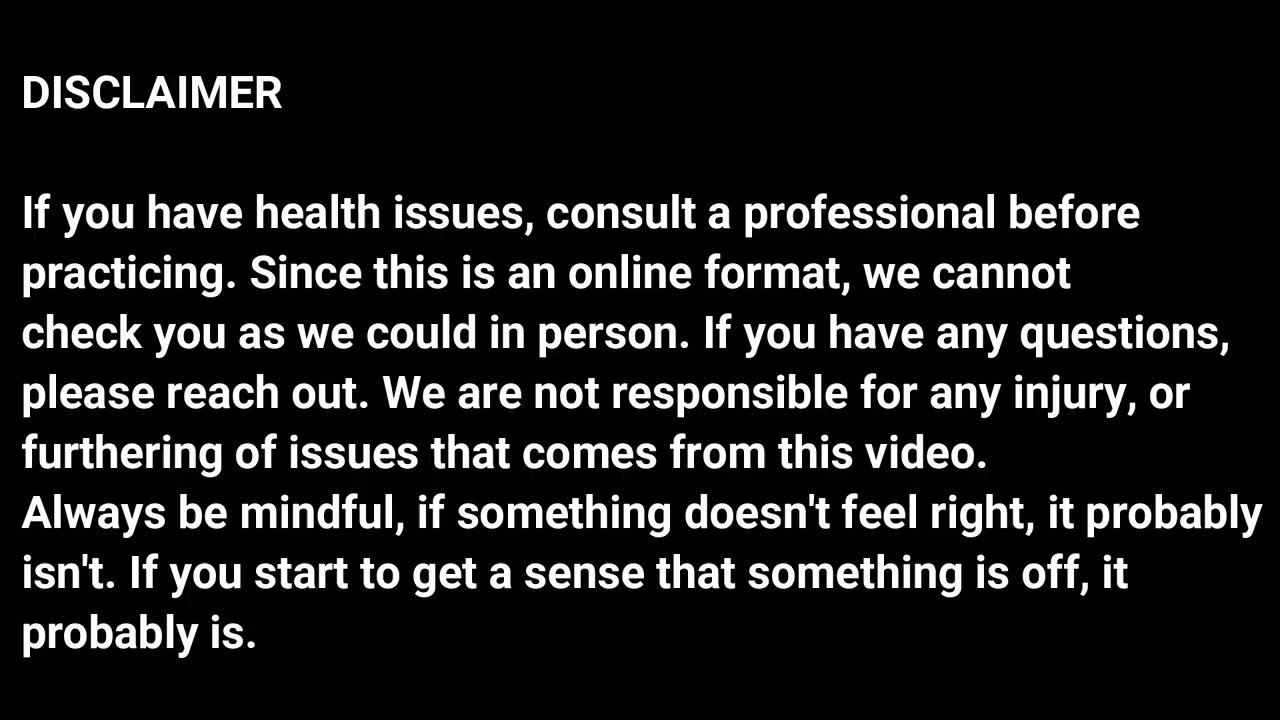 DISCLAIMER
If you have health issues, consult a professional before
practicing. Since this is an online format, we cannot
check you as we could in person. If you have any questions,
please reach out. We are not responsible for any injury, or
furthering of issues that comes from this video.
Always be mindful, if something doesn't feel right, it probably
isn't. If you start to get a sense that something is off, it
probably is.